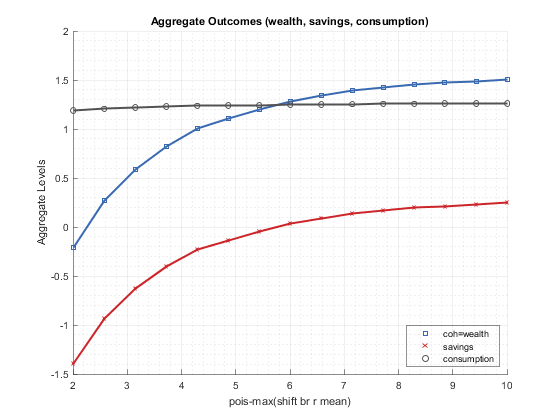 Aggregate Outcomes (wealth, savings, consumption)
2
1.5
1
0.5
0
-0.5
-1
-1.5
Aggregate Levels
coh=wealth
savings
consumption
2 3 4 5 6 7 8 9 10
pois-max(shift br r mean)